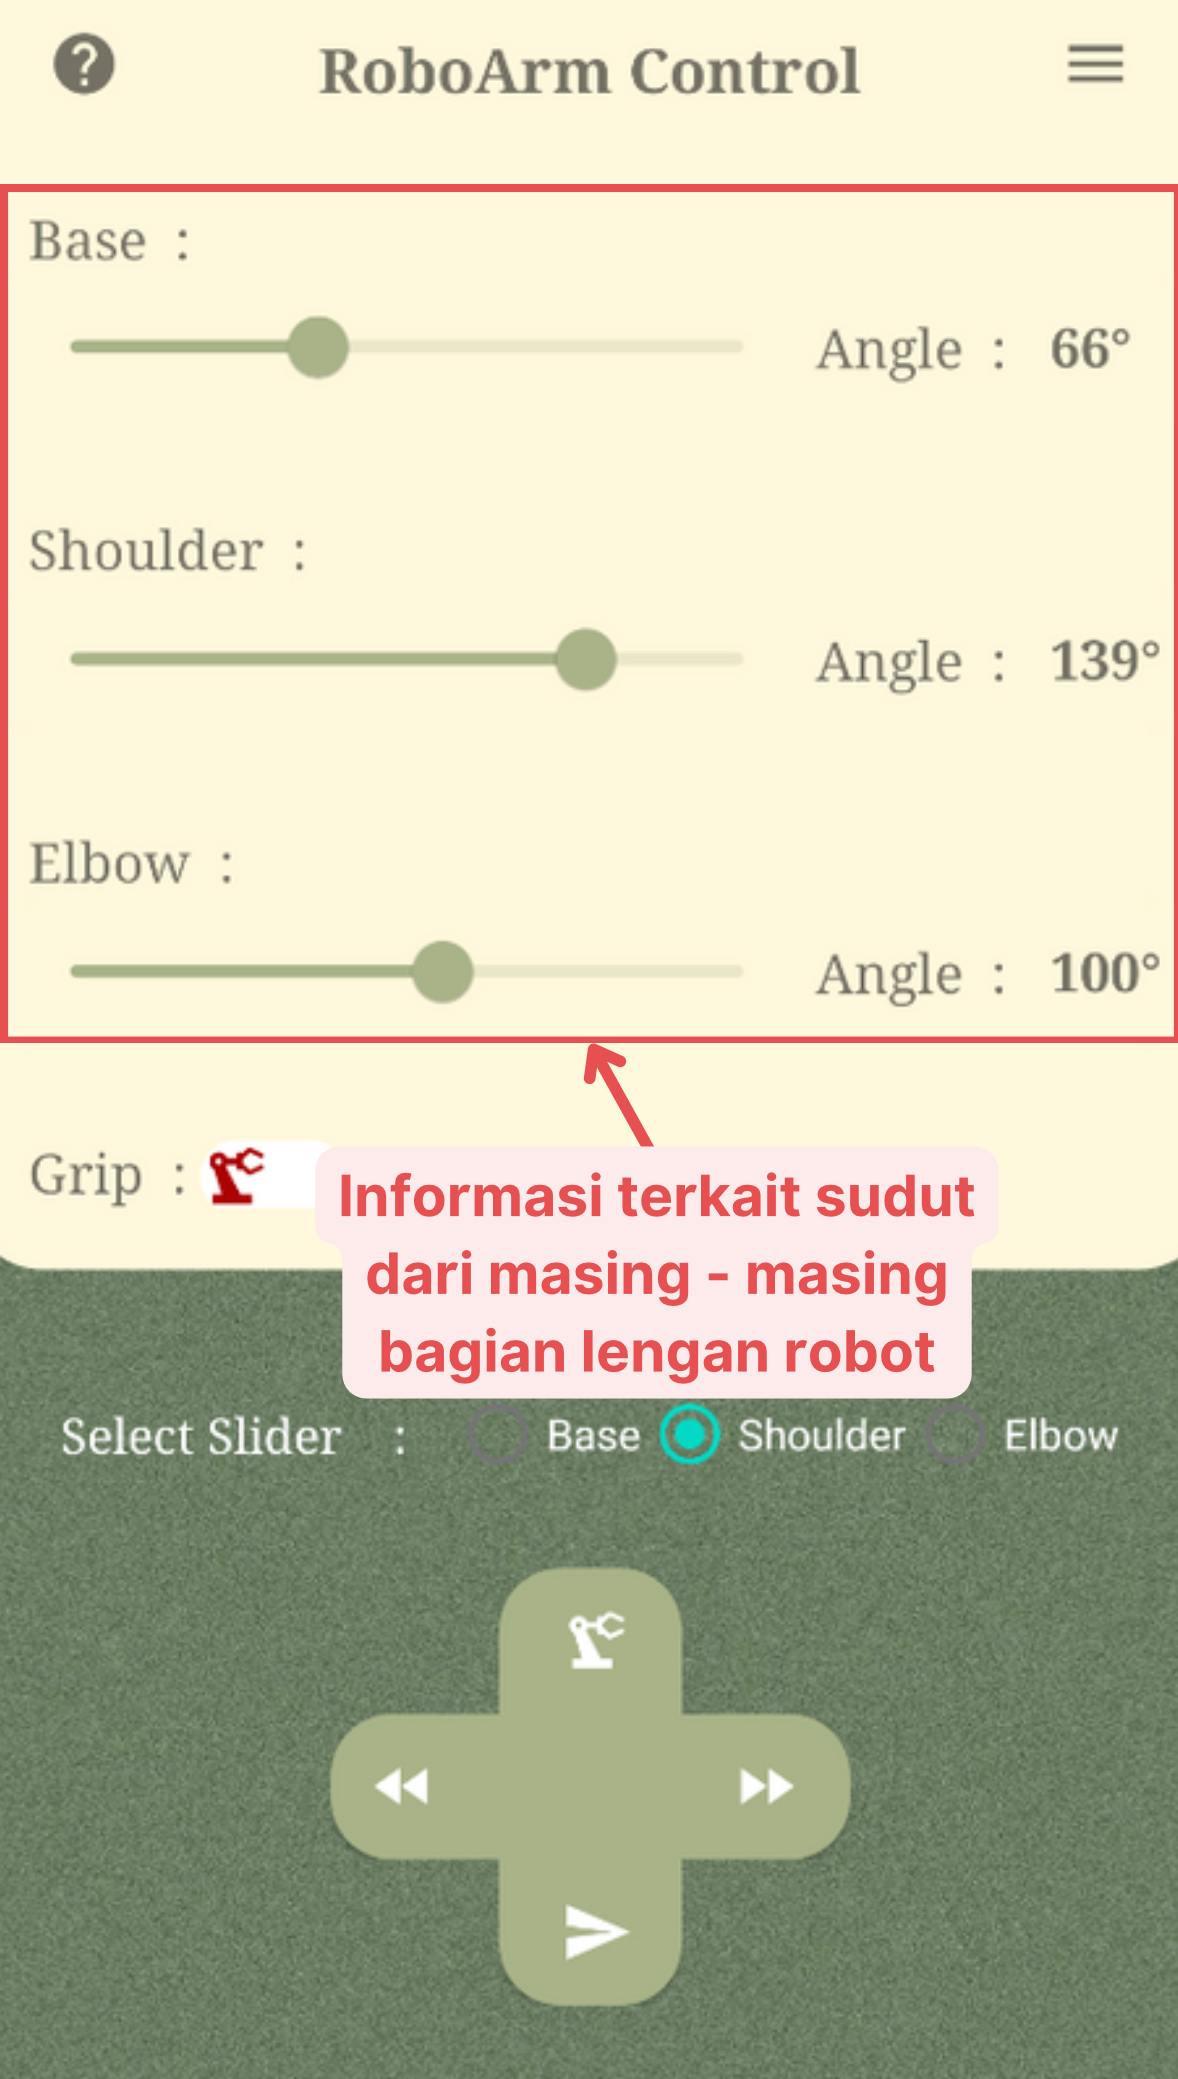 RoboArm Control
Base :
Angle : 66°
Shoulder :
Angle : 139°
Elbow :
Angle : 100°
Grip :
Informasi terkait sudut
dari masing - masing
bagian lengan robot
Select Slider : Base Shoulder Elbow